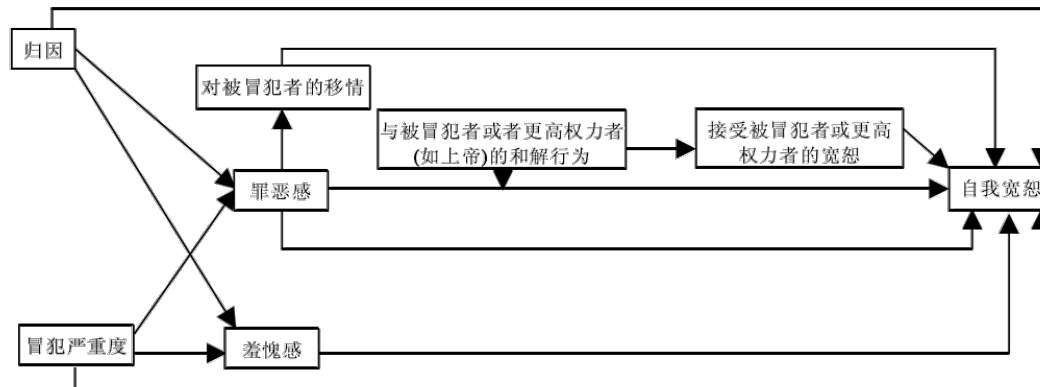 归因
对被冒犯者的移情
与被冒犯者或者更高权力者
(如上帝)的和解行为
接受被冒犯者或更高
权力者的宽恕
罪恶感
自我宽恕
冒犯严重度
羞愧感